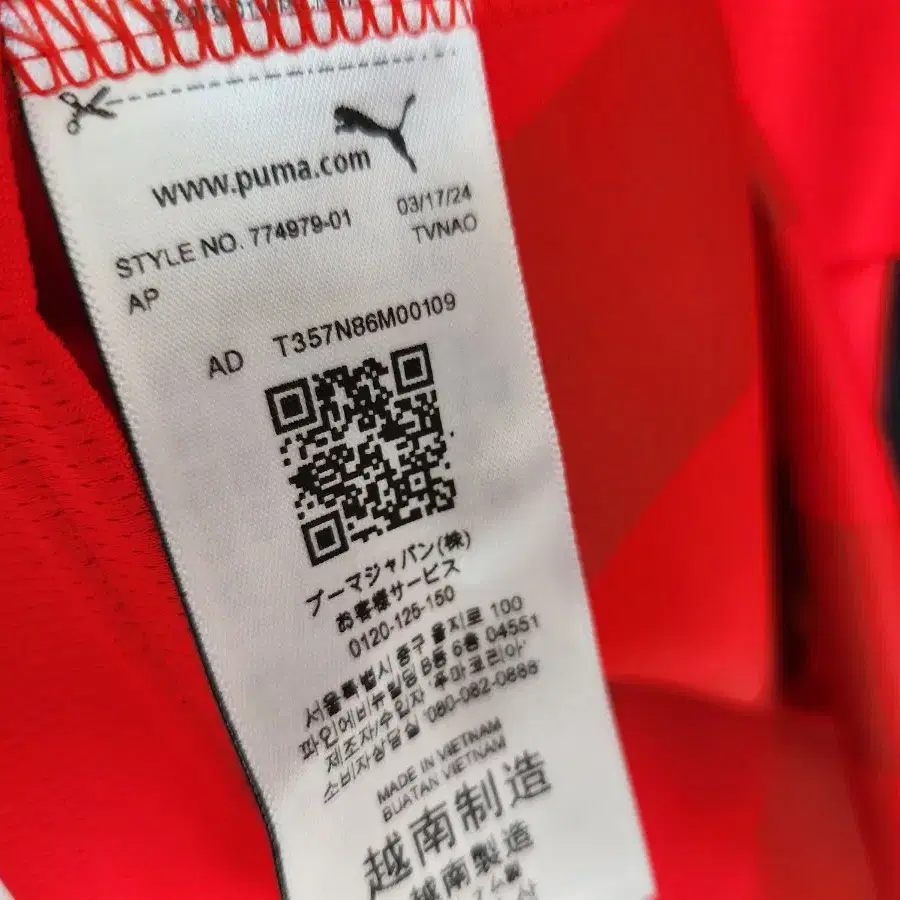 www.puma.com
STYLE NO. 774979-01 03/17/24
AP TVNAO
AD T357N86M00109
プーマジャパン(株)
お客様サービス
0120-125-150
서울특별시 중구 을지로 100
파인에비뉴빌딩 B동 6층 04551
제조자/수입자 '푸마코리아'
소비자상담실 '080-082-0888
MADE IN VIETNAM
BUATAN VIETNAM
越南制造
越南製造